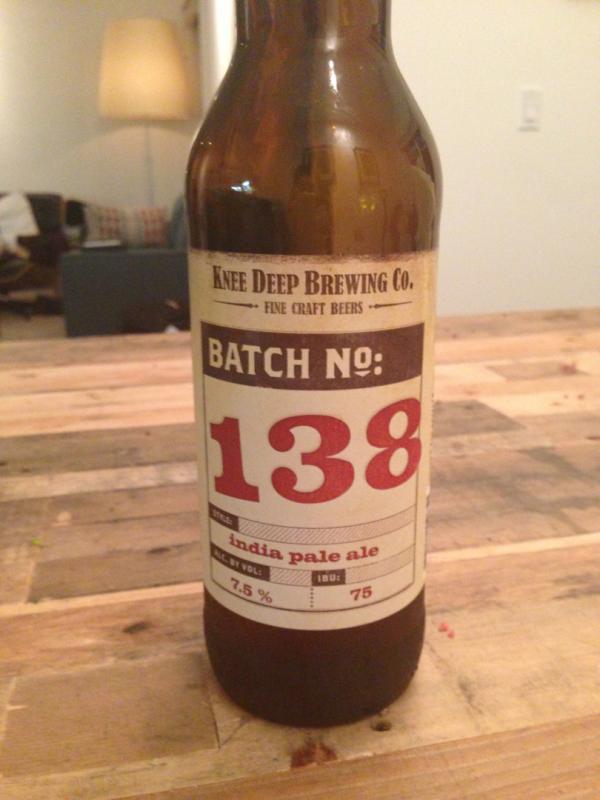 KNEE DEEP BREWING CO.
FINE CRAFT BEERS
BATCH Nº:
138
STYLE:
india pale ale
ALC. BY VOL:
IBU:
7.5 %
75